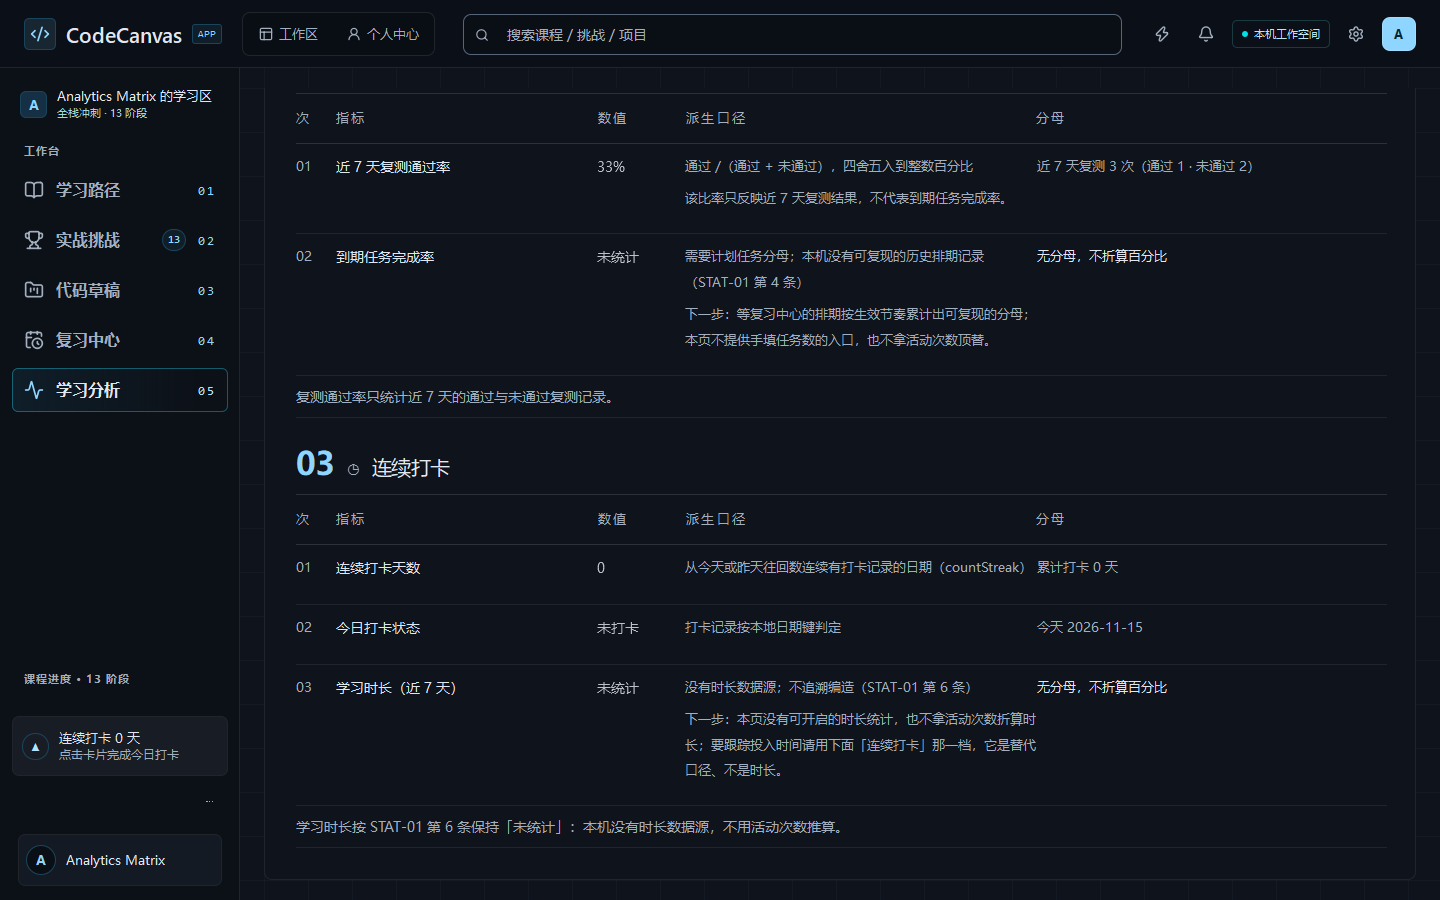 CodeCanvas APP
工作区
个人中心
搜索课程 / 挑战 / 项目
本机工作空间
A
A
Analytics Matrix 的学习区
全栈冲刺 · 13 阶段
工作台
学习路径 01
实战挑战 13 02
代码草稿 03
复习中心 04
学习分析 05
课程进度 • 13 阶段
连续打卡 0 天
点击卡片完成今日打卡
...
A Analytics Matrix
次 指标 数值 派生口径 分母
01 近 7 天复测通过率 33% 通过 /（通过 + 未通过），四舍五入到整数百分比 近 7 天复测 3 次（通过 1 · 未通过 2）
该比率只反映近 7 天复测结果，不代表到期任务完成率。
02 到期任务完成率 未统计 需要计划任务分母；本机没有可复现的历史排期记录 无分母，不折算百分比
（STAT-01 第 4 条）
下一步：等复习中心的排期按生效节奏累计出可复现的分母；
本页不提供手填任务数的入口，也不拿活动次数顶替。
复测通过率只统计近 7 天的通过与未通过复测记录。
03 连续打卡
次 指标 数值 派生口径 分母
01 连续打卡天数 0 从今天或昨天往回数连续有打卡记录的日期（countStreak） 累计打卡 0 天
02 今日打卡状态 未打卡 打卡记录按本地日期键判定 今天 2026-11-15
03 学习时长（近 7 天） 未统计 没有时长数据源；不追溯编造（STAT-01 第 6 条） 无分母，不折算百分比
下一步：本页没有可开启的时长统计，也不拿活动次数折算时
长；要跟踪投入时间请用下面「连续打卡」那一档，它是替代
口径、不是时长。
学习时长按 STAT-01 第 6 条保持「未统计」：本机没有时长数据源，不用活动次数推算。